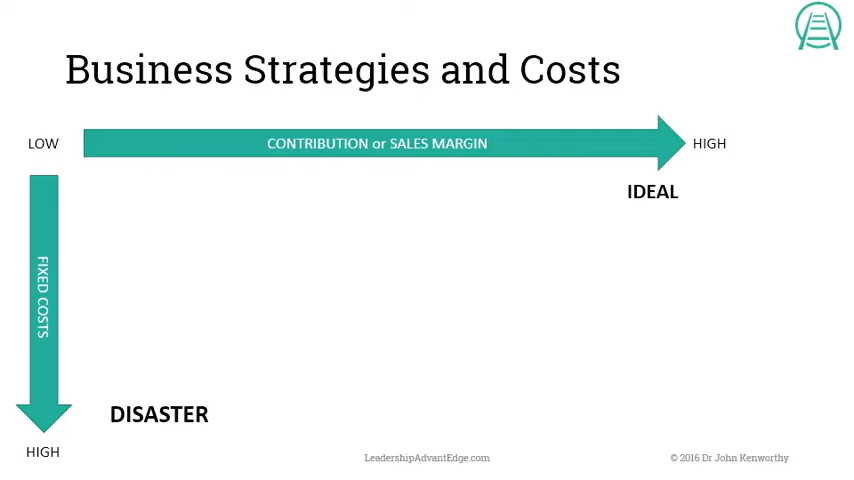 Business Strategies and Costs
LOW
CONTRIBUTION or SALES MARGIN
HIGH
IDEAL
FIXED COSTS
DISASTER
HIGH
LeadershipAdvantEdge.com
© 2016 Dr John Kenworthy